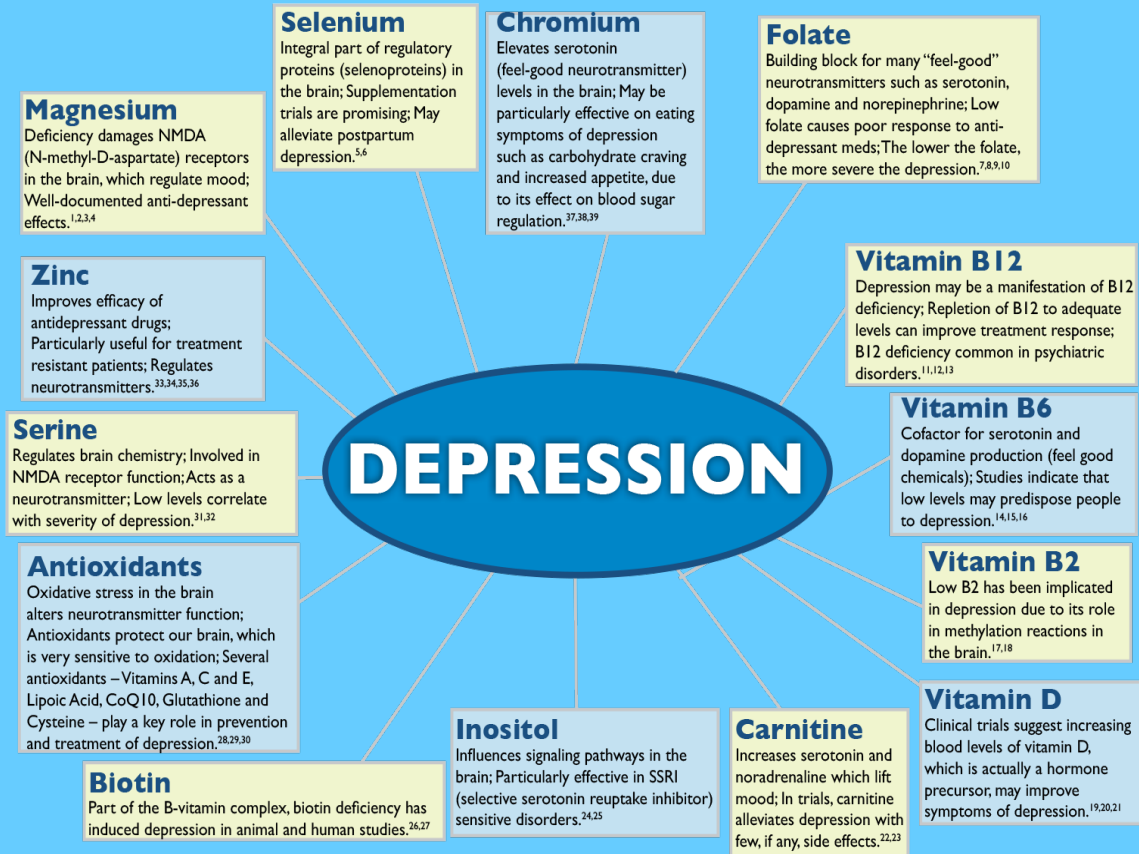 Selenium
Integral part of regulatory
proteins (selenoproteins) in
the brain; Supplementation
trials are promising; May
alleviate postpartum
depression.5,6
Chromium
Elevates serotonin
(feel-good neurotransmitter)
levels in the brain; May be
particularly effective on eating
symptoms of depression
such as carbohydrate craving
and increased appetite, due
to its effect on blood sugar
regulation.37,38,39
Folate
Building block for many “feel-good”
neurotransmitters such as serotonin,
dopamine and norepinephrine; Low
folate causes poor response to anti-
depressant meds; The lower the folate,
the more severe the depression.7,8,9,10
Magnesium
Deficiency damages NMDA
(N-methyl-D-aspartate) receptors
in the brain, which regulate mood;
Well-documented anti-depressant
effects.1,2,3,4
Vitamin B12
Depression may be a manifestation of B12
deficiency; Repletion of B12 to adequate
levels can improve treatment response;
B12 deficiency common in psychiatric
disorders.11,12,13
Zinc
Improves efficacy of
antidepressant drugs;
Particularly useful for treatment
resistant patients; Regulates
neurotransmitters.33,34,35,36
Vitamin B6
Cofactor for serotonin and
dopamine production (feel good
chemicals); Studies indicate that
low levels may predispose people
to depression.14,15,16
Serine
Regulates brain chemistry; Involved in
NMDA receptor function; Acts as a
neurotransmitter; Low levels correlate
with severity of depression.31,32
DEPRESSION
Vitamin B2
Low B2 has been implicated
in depression due to its role
in methylation reactions in
the brain.17,18
Antioxidants
Oxidative stress in the brain
alters neurotransmitter function;
Antioxidants protect our brain, which
is very sensitive to oxidation; Several
antioxidants – Vitamins A, C and E,
Lipoic Acid, CoQ10, Glutathione and
Cysteine – play a key role in prevention
and treatment of depression.28,29,30
Vitamin D
Clinical trials suggest increasing
blood levels of vitamin D,
which is actually a hormone
precursor, may improve
symptoms of depression.19,20,21
Biotin
Part of the B-vitamin complex, biotin deficiency has
induced depression in animal and human studies.26,27
Inositol
Influences signaling pathways in the
brain; Particularly effective in SSRI
(selective serotonin reuptake inhibitor)
sensitive disorders.24,25
Carnitine
Increases serotonin and
noradrenaline which lift
mood; In trials, carnitine
alleviates depression with
few, if any, side effects.22,23